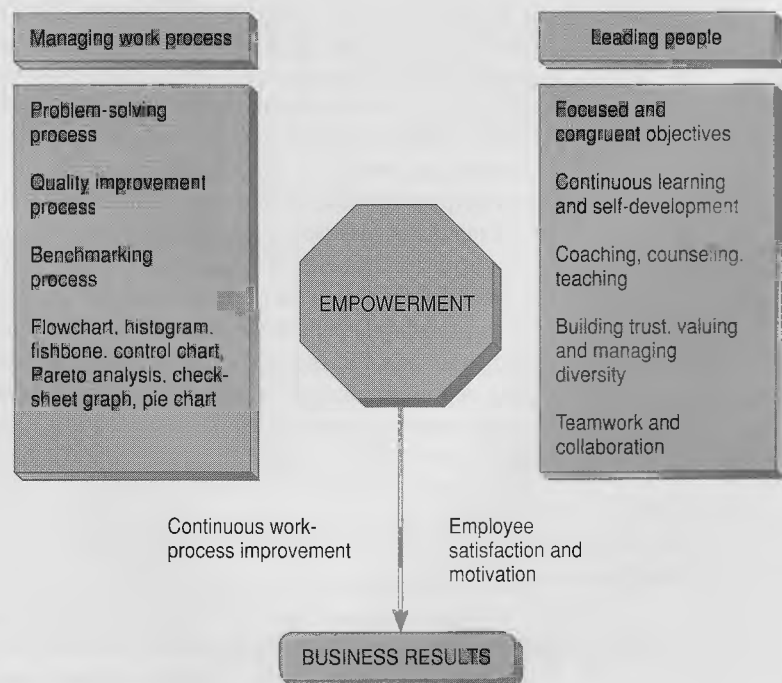 Managing work process
Problem-solving
process
Quality improvement
process
Benchmarking
process
Flowchart, histogram.
fishbone. control chart,
Pareto analysis, check-
sheet graph, pie chart
EMPOWERMENT
Leading people
Focused and
congruent objectives
Continuous learning
and self-development
Coaching, counseling.
teaching
Building trust. valuing
and managing
diversity
Teamwork and
collaboration
Continuous work-
process improvement
Employee
satisfaction and
motivation
BUSINESS RESULTS